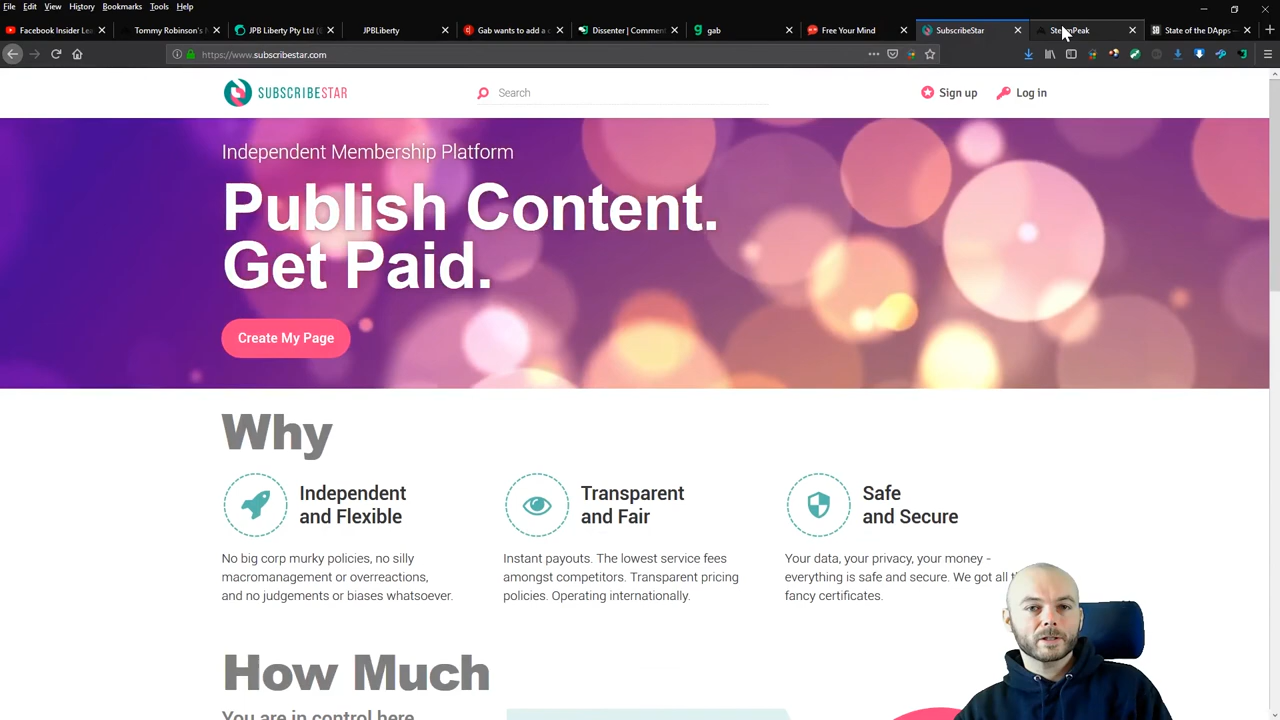 File Edit View History Bookmarks Tools Help
Facebook Insider Lea
Tommy Robinson's N
JPB Liberty Pty Ltd (
JPBLiberty
Gab wants to add a
Dissenter | Comment
gab
Free Your Mind
SubscribeStar
State of the DApps —
https://www.subscribestar.com
SUBSCRIBESTAR
Search
Sign up
Log in
Independent Membership Platform
Publish Content.
Get Paid.
Create My Page
Why
Independent
and Flexible
No big corp murky policies, no silly
macromanagement or overreactions,
and no judgements or biases whatsoever.
Transparent
and Fair
Instant payouts. The lowest service fees
amongst competitors. Transparent pricing
policies. Operating internationally.
Safe
and Secure
Your data, your privacy, your money -
everything is safe and secure. We got all
fancy certificates.
How Much
You are in control here